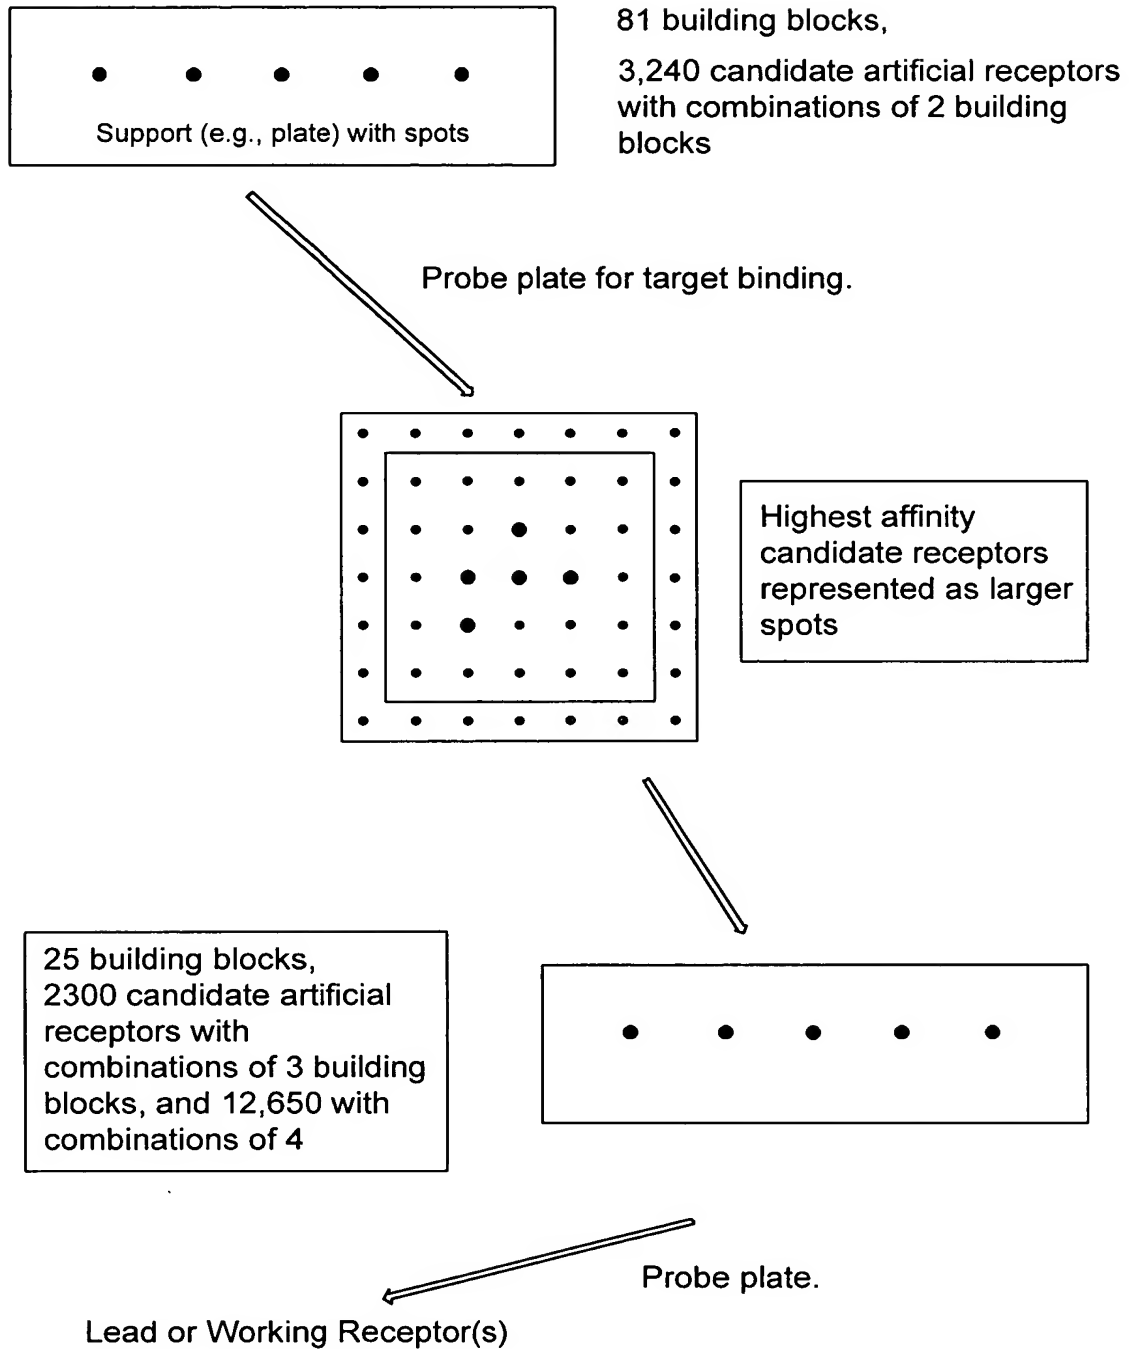 81 building blocks,
3,240 candidate artificial receptors
with combinations of 2 building
blocks
Support (e.g., plate) with spots
Probe plate for target binding.
Highest affinity
candidate receptors
represented as larger
spots
25 building blocks,
2300 candidate artificial
receptors with
combinations of 3 building
blocks, and 12,650 with
combinations of 4
Probe plate.
Lead or Working Receptor(s)